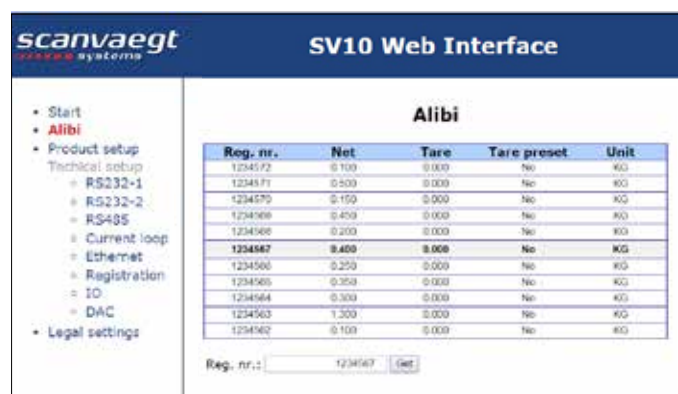 scanvaegt
systems
SV10 Web Interface
Start
Alibi
Product setup
Techical setup
RS232-1
RS232-2
RS485
Current loop
Ethernet
Registration
IO
DAC
Legal settings
Alibi
Reg. nr. Net Tare Tare preset Unit
1234572 0.100 0.000 No KG
1234571 0.500 0.000 No KG
1234570 0.150 0.000 No KG
1234569 0.450 0.000 No KG
1234568 0.200 0.000 No KG
1234567 0.400 0.000 No KG
1234566 0.250 0.000 No KG
1234565 0.350 0.000 No KG
1234564 0.300 0.000 No KG
1234563 1.300 0.000 No KG
1234562 0.100 0.000 No KG
Reg. nr.: 1234567 Get